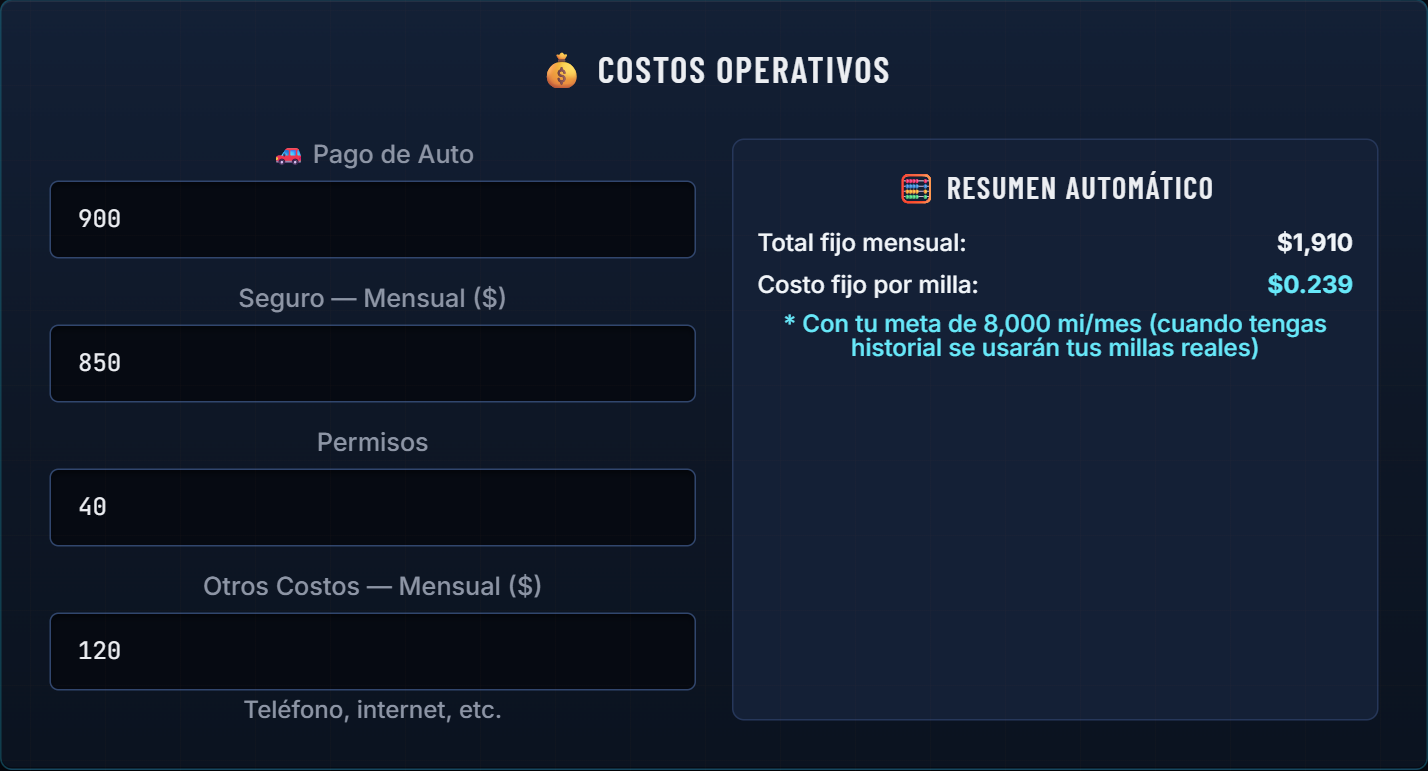 COSTOS OPERATIVOS
Pago de Auto
900
Seguro — Mensual ($)
850
Permisos
40
Otros Costos — Mensual ($)
120
Teléfono, internet, etc.
RESUMEN AUTOMÁTICO
Total fijo mensual: $1,910
Costo fijo por milla: $0.239
* Con tu meta de 8,000 mi/mes (cuando tengas
historial se usarán tus millas reales)